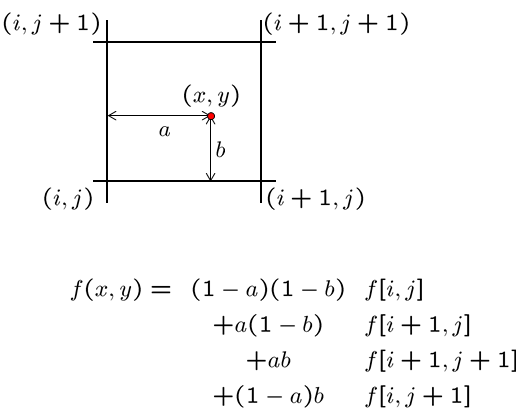 (i, j + 1) (i + 1, j + 1)
(x, y)
a
b
(i, j) (i + 1, j)
f(x, y) = (1 − a)(1 − b) f[i, j]
+a(1 − b) f[i + 1, j]
+ab f[i + 1, j + 1]
+(1 − a)b f[i, j + 1]